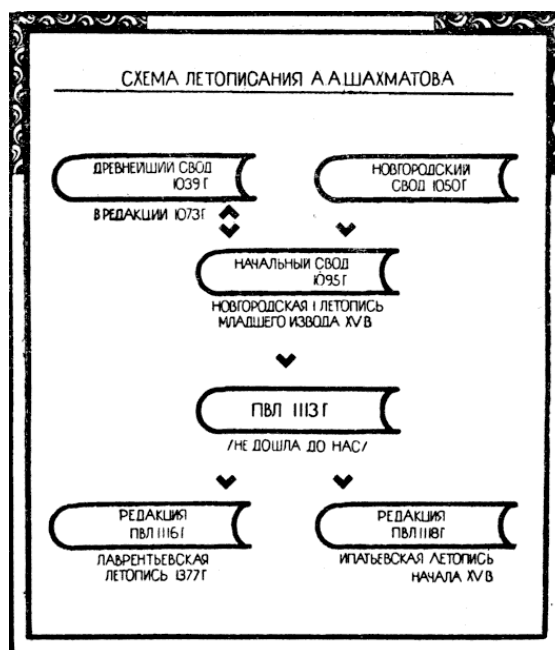 СХЕМА ЛЕТОПИСАНИЯ А А ШАХМАТОВА
ДРЕВНЕЙШИЙ СВОД
1039 Г
В РЕДАКЦИИ 1073 Г
НОВГОРОДСКИЙ
СВОД 1050 Г
НАЧАЛЬНЫЙ СВОД
1095 Г
НОВГОРОДСКАЯ I ЛЕТОПИСЬ
МЛАДШЕГО ИЗВОДА XV В
ПВЛ 1113 Г
/НЕ ДОШЛА ДО НАС/
РЕДАКЦИЯ
ПВЛ 1116 Г
ЛАВРЕНТЬЕВСКАЯ
ЛЕТОПИСЬ 1377 Г
РЕДАКЦИЯ
ПВЛ 1118 Г
ИПАТЬЕВСКАЯ ЛЕТОПИСЬ
НАЧАЛА XV В